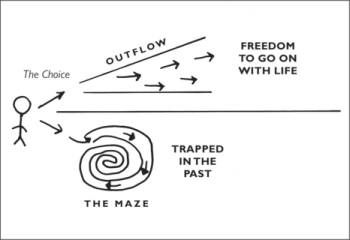 OUTFLOW
FREEDOM
TO GO ON
WITH LIFE
The Choice
TRAPPED
IN THE
PAST
THE MAZE